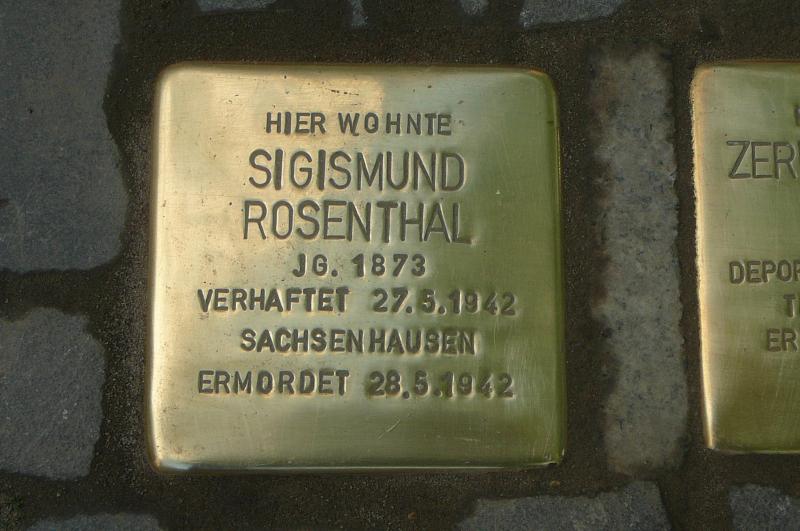 HIER WOHNTE
SIGISMUND
ROSENTHAL
JG. 1873
VERHAFTET 27.5.1942
SACHSENHAUSEN
ERMORDET 28.5.1942